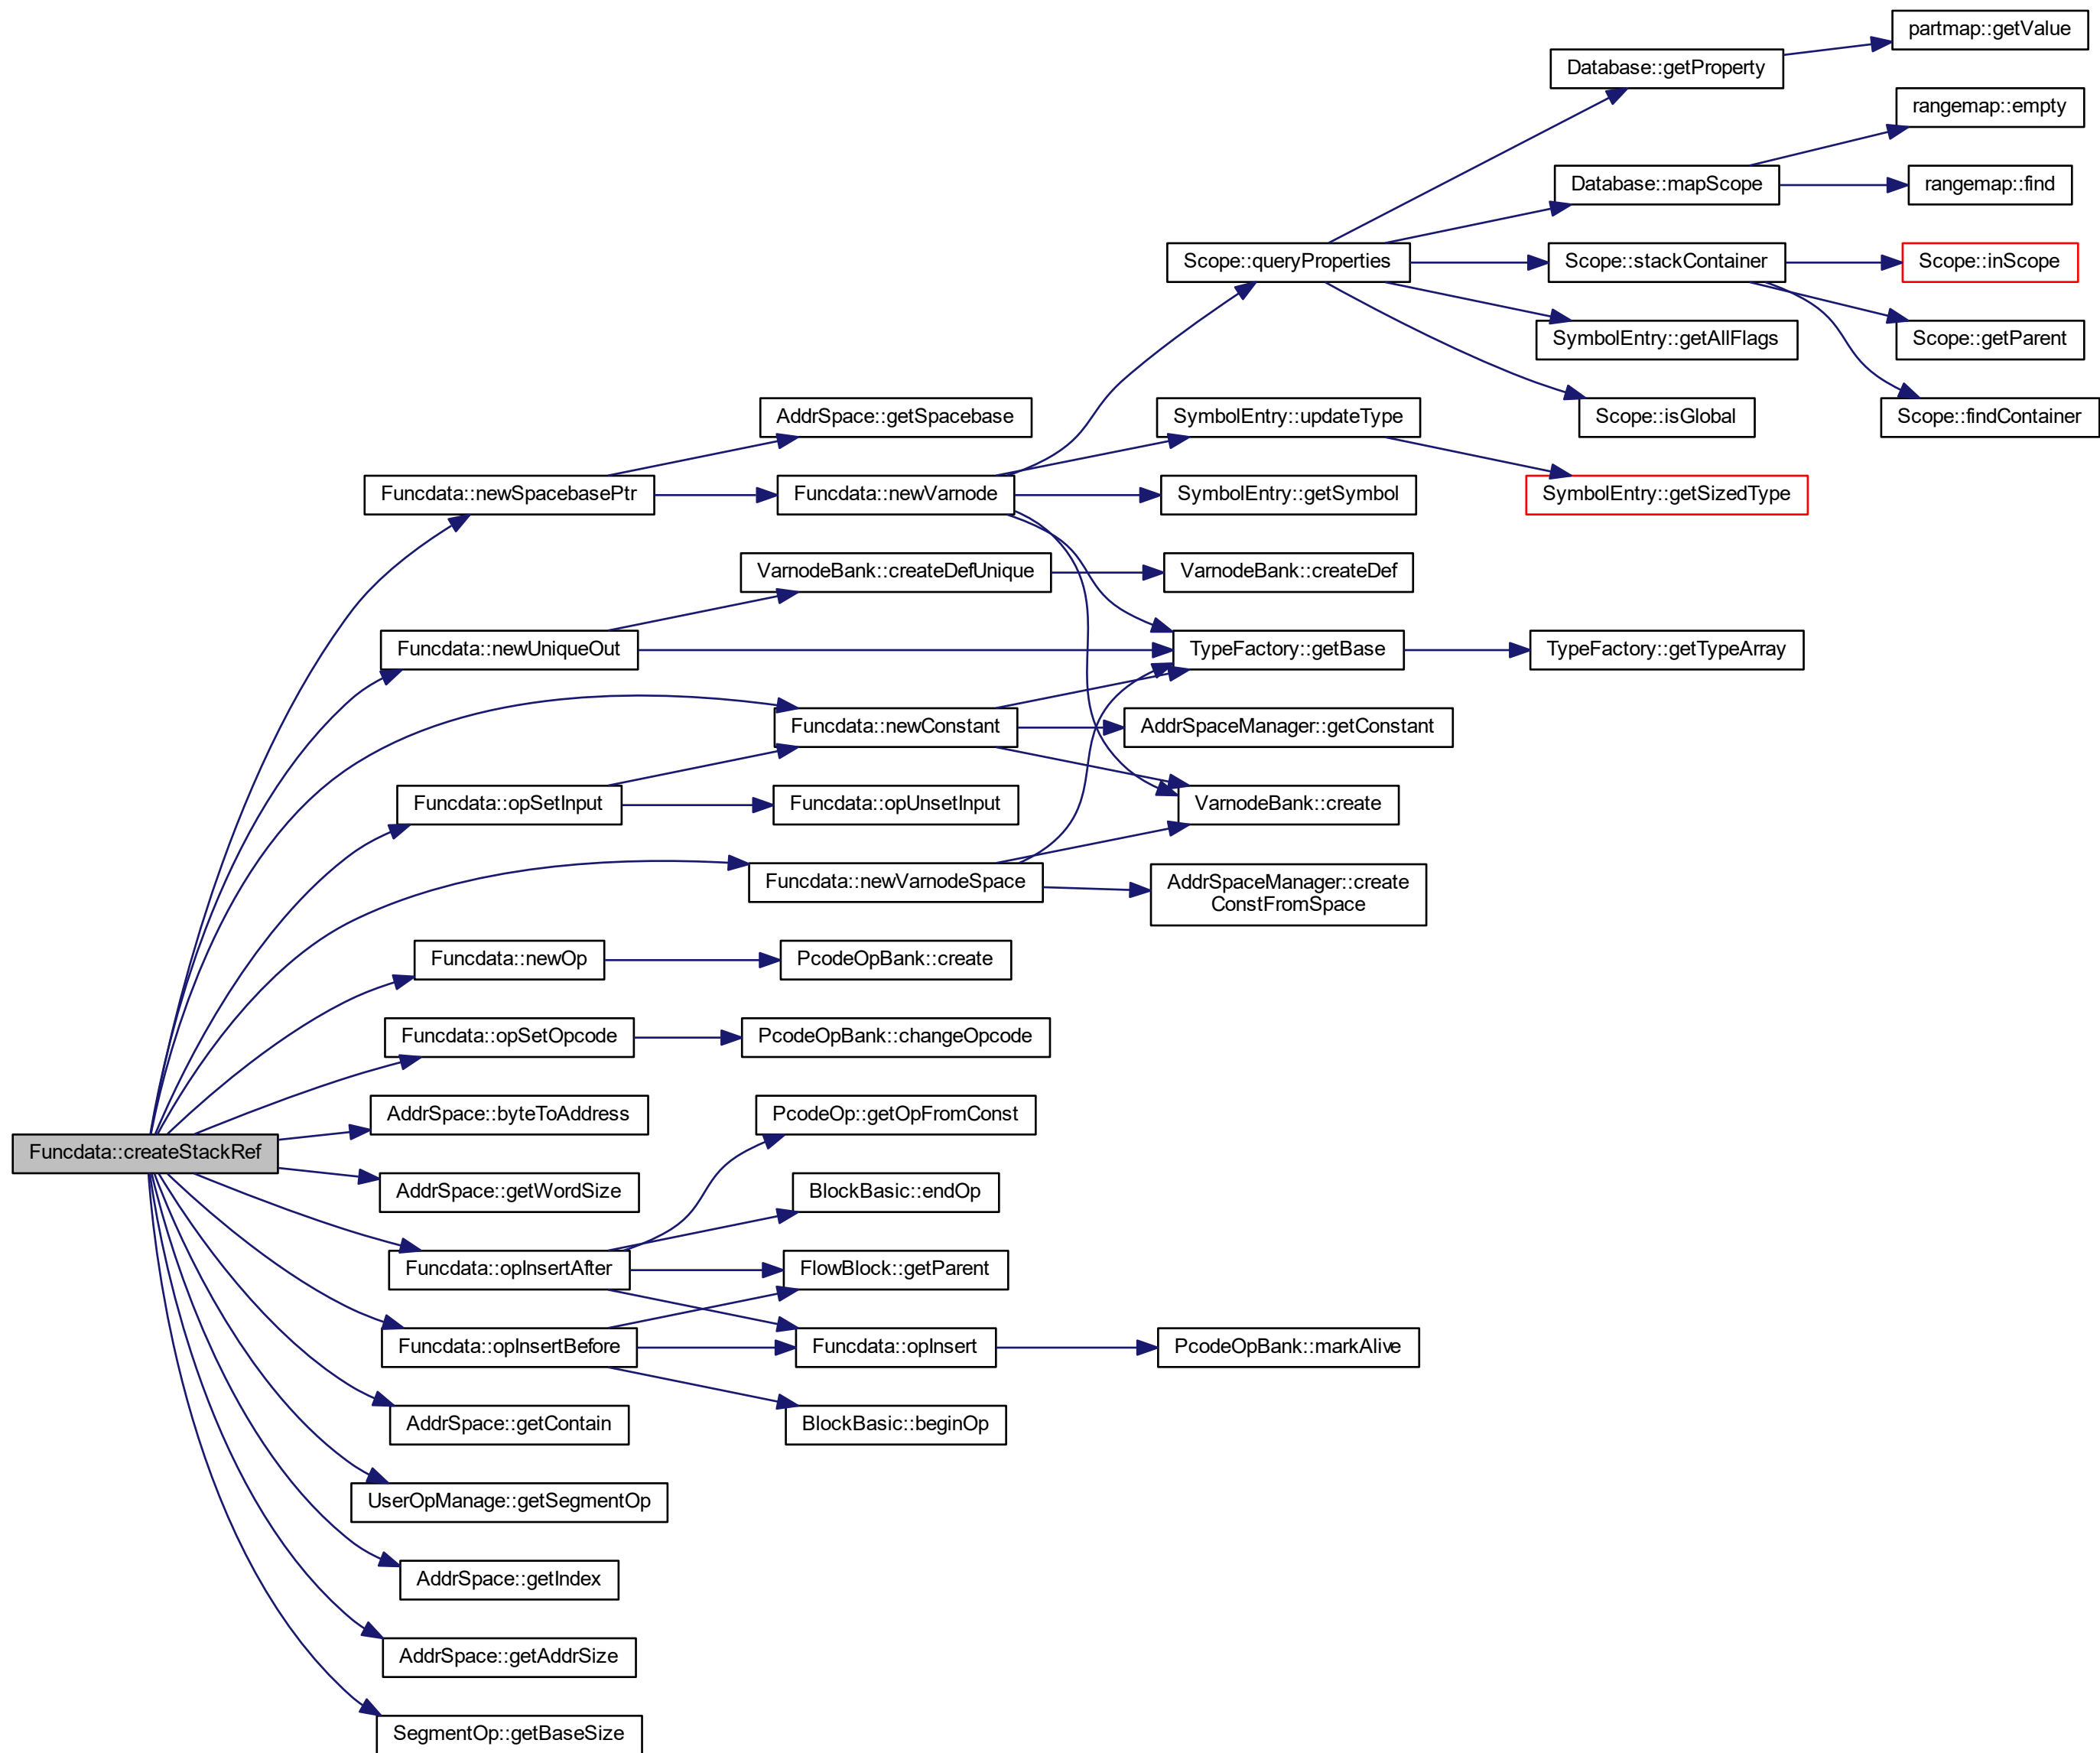 partmap::getValue
Database::getProperty
rangemap::empty
Database::mapScope
rangemap::find
Scope::queryProperties
Scope::stackContainer
Scope::inScope
SymbolEntry::getAllFlags
Scope::getParent
AddrSpace::getSpacebase
SymbolEntry::updateType
Scope::isGlobal
Scope::findContainer
Funcdata::newSpacebasePtr
Funcdata::newVarnode
SymbolEntry::getSymbol
SymbolEntry::getSizedType
VarnodeBank::createDefUnique
VarnodeBank::createDef
Funcdata::newUniqueOut
TypeFactory::getBase
TypeFactory::getTypeArray
Funcdata::newConstant
AddrSpaceManager::getConstant
Funcdata::opSetInput
Funcdata::opUnsetInput
VarnodeBank::create
Funcdata::newVarnodeSpace
AddrSpaceManager::create
ConstFromSpace
Funcdata::newOp
PcodeOpBank::create
Funcdata::opSetOpcode
PcodeOpBank::changeOpcode
AddrSpace::byteToAddress
PcodeOp::getOpFromConst
Funcdata::createStackRef
AddrSpace::getWordSize
BlockBasic::endOp
Funcdata::opInsertAfter
FlowBlock::getParent
Funcdata::opInsertBefore
Funcdata::opInsert
PcodeOpBank::markAlive
AddrSpace::getContain
BlockBasic::beginOp
UserOpManage::getSegmentOp
AddrSpace::getIndex
AddrSpace::getAddrSize
SegmentOp::getBaseSize